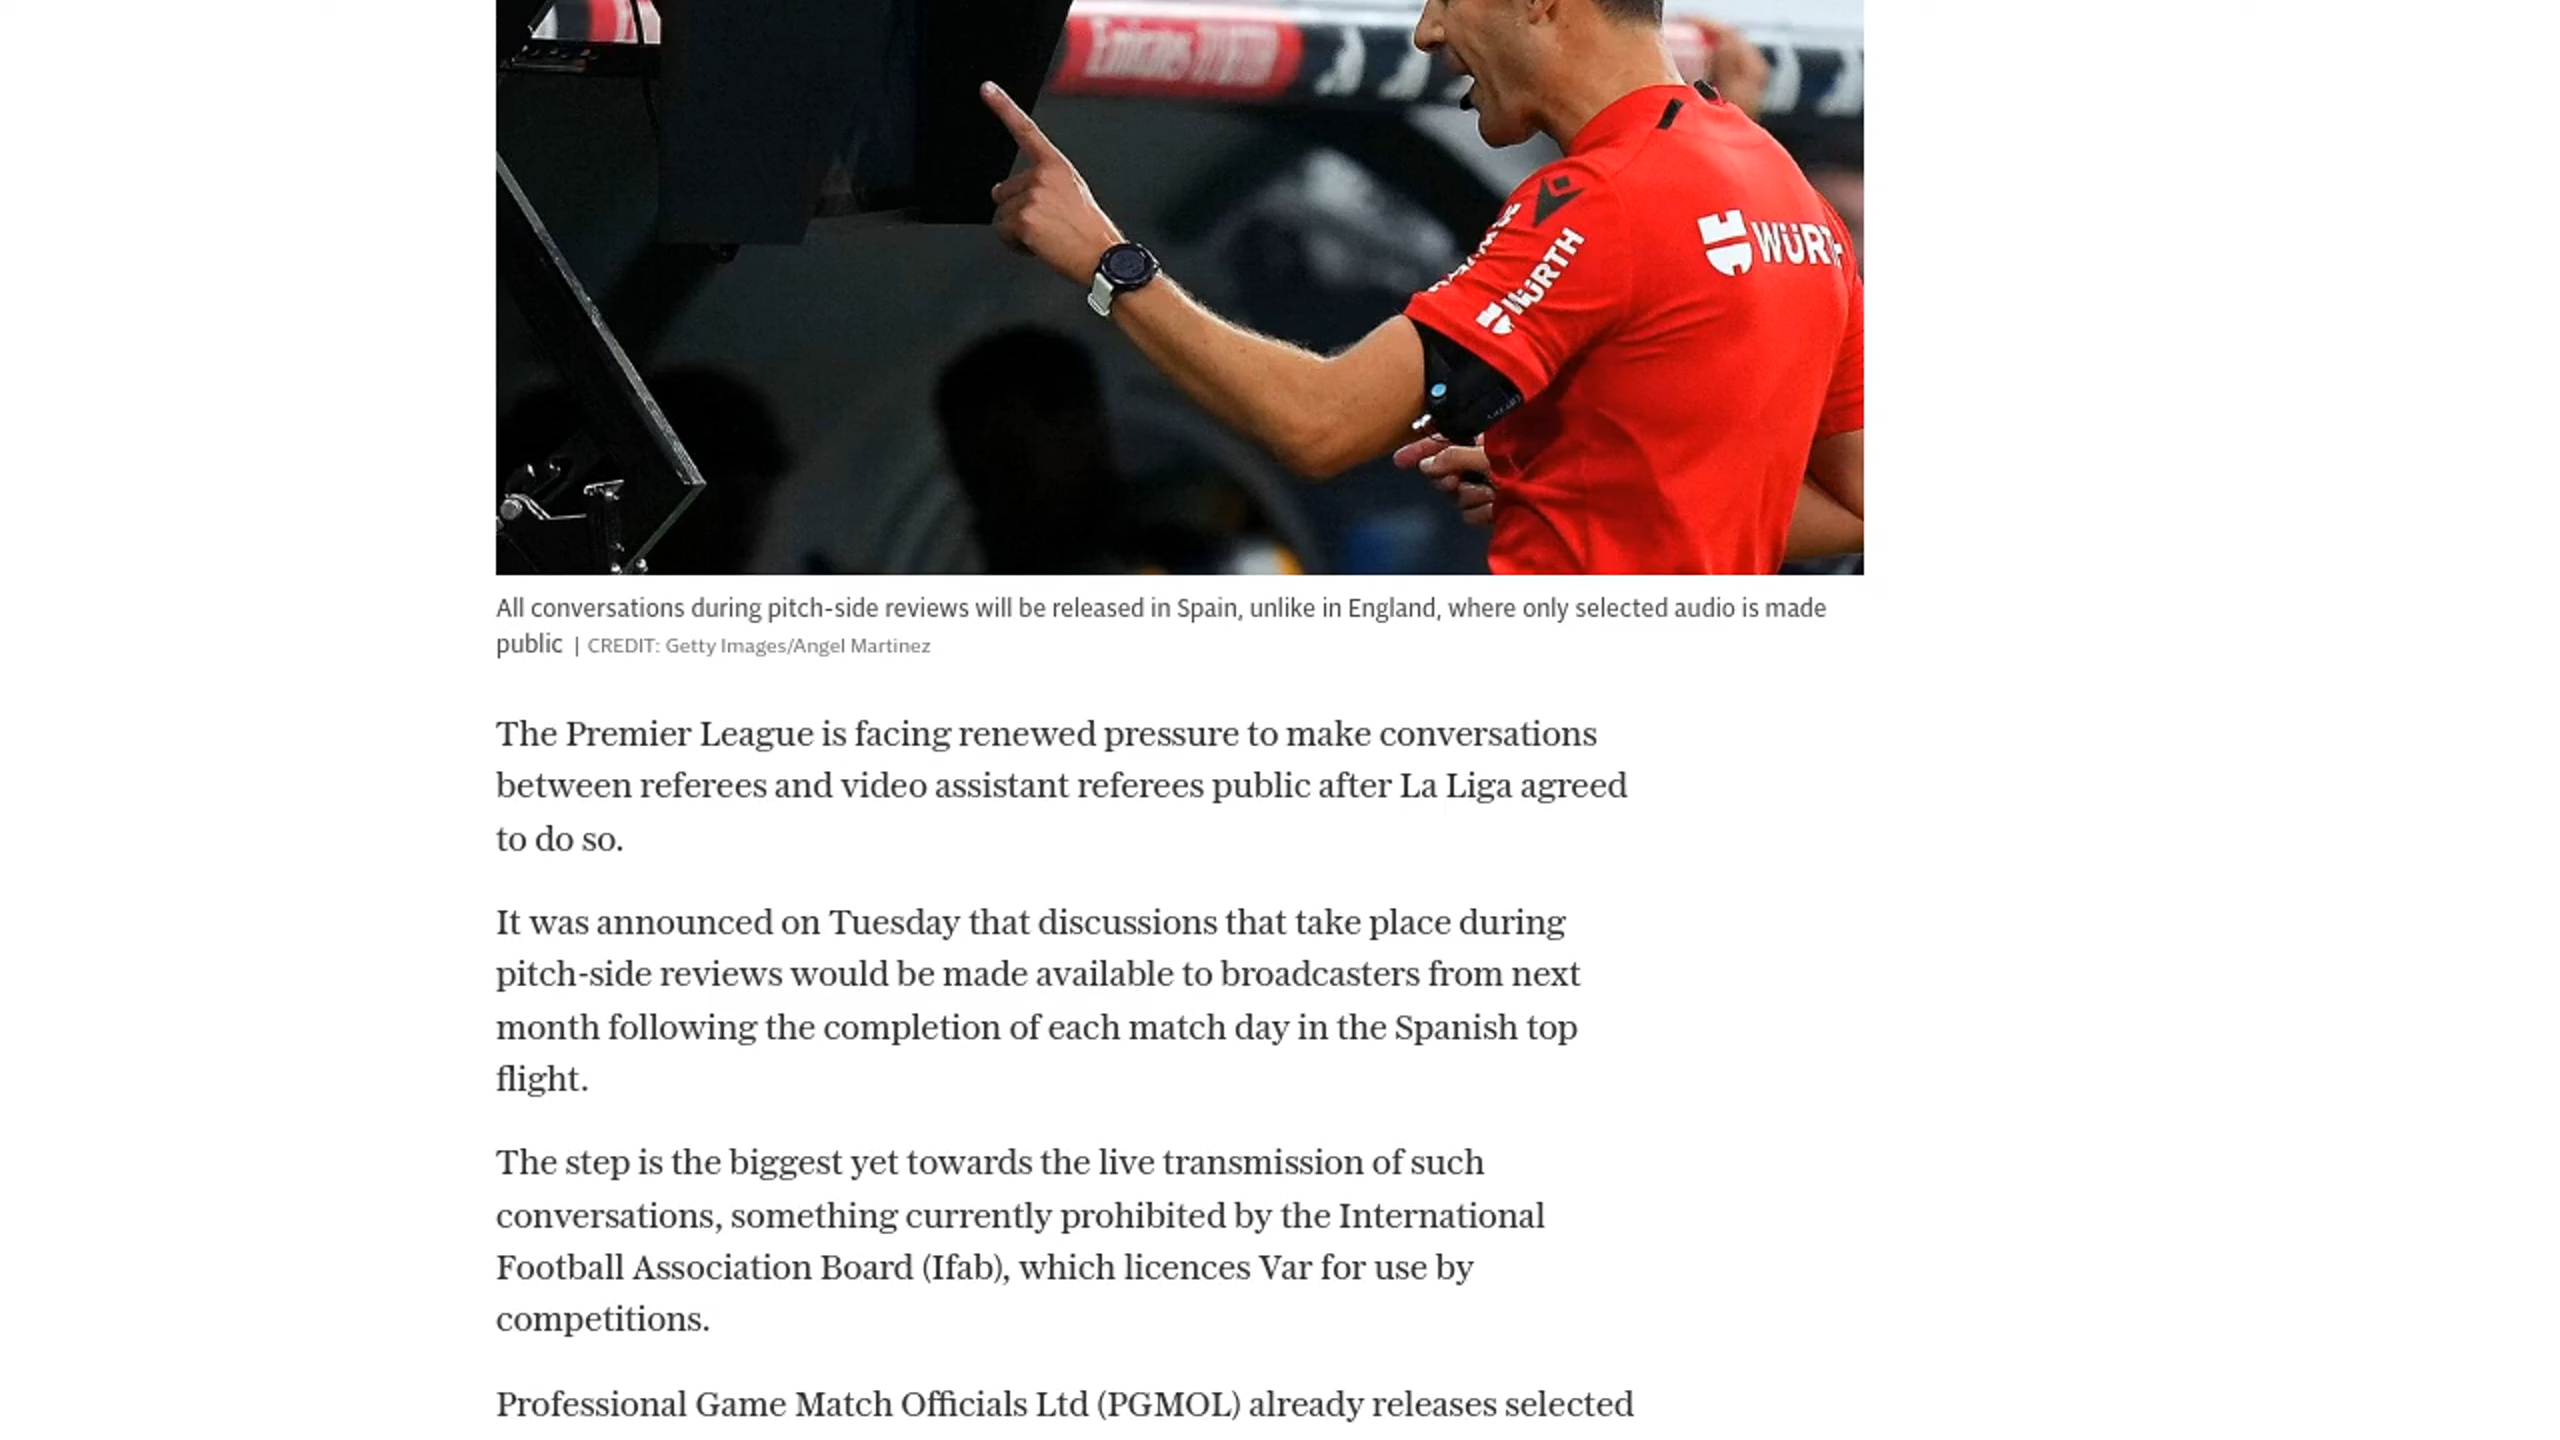 Emirates
WÜRTH
WÜRT
All conversations during pitch-side reviews will be released in Spain, unlike in England, where only selected audio is made
public | CREDIT: Getty Images/Angel Martinez
The Premier League is facing renewed pressure to make conversations
between referees and video assistant referees public after La Liga agreed
to do so.
It was announced on Tuesday that discussions that take place during
pitch-side reviews would be made available to broadcasters from next
month following the completion of each match day in the Spanish top
flight.
The step is the biggest yet towards the live transmission of such
conversations, something currently prohibited by the International
Football Association Board (Ifab), which licences Var for use by
competitions.
Professional Game Match Officials Ltd (PGMOL) already releases selected